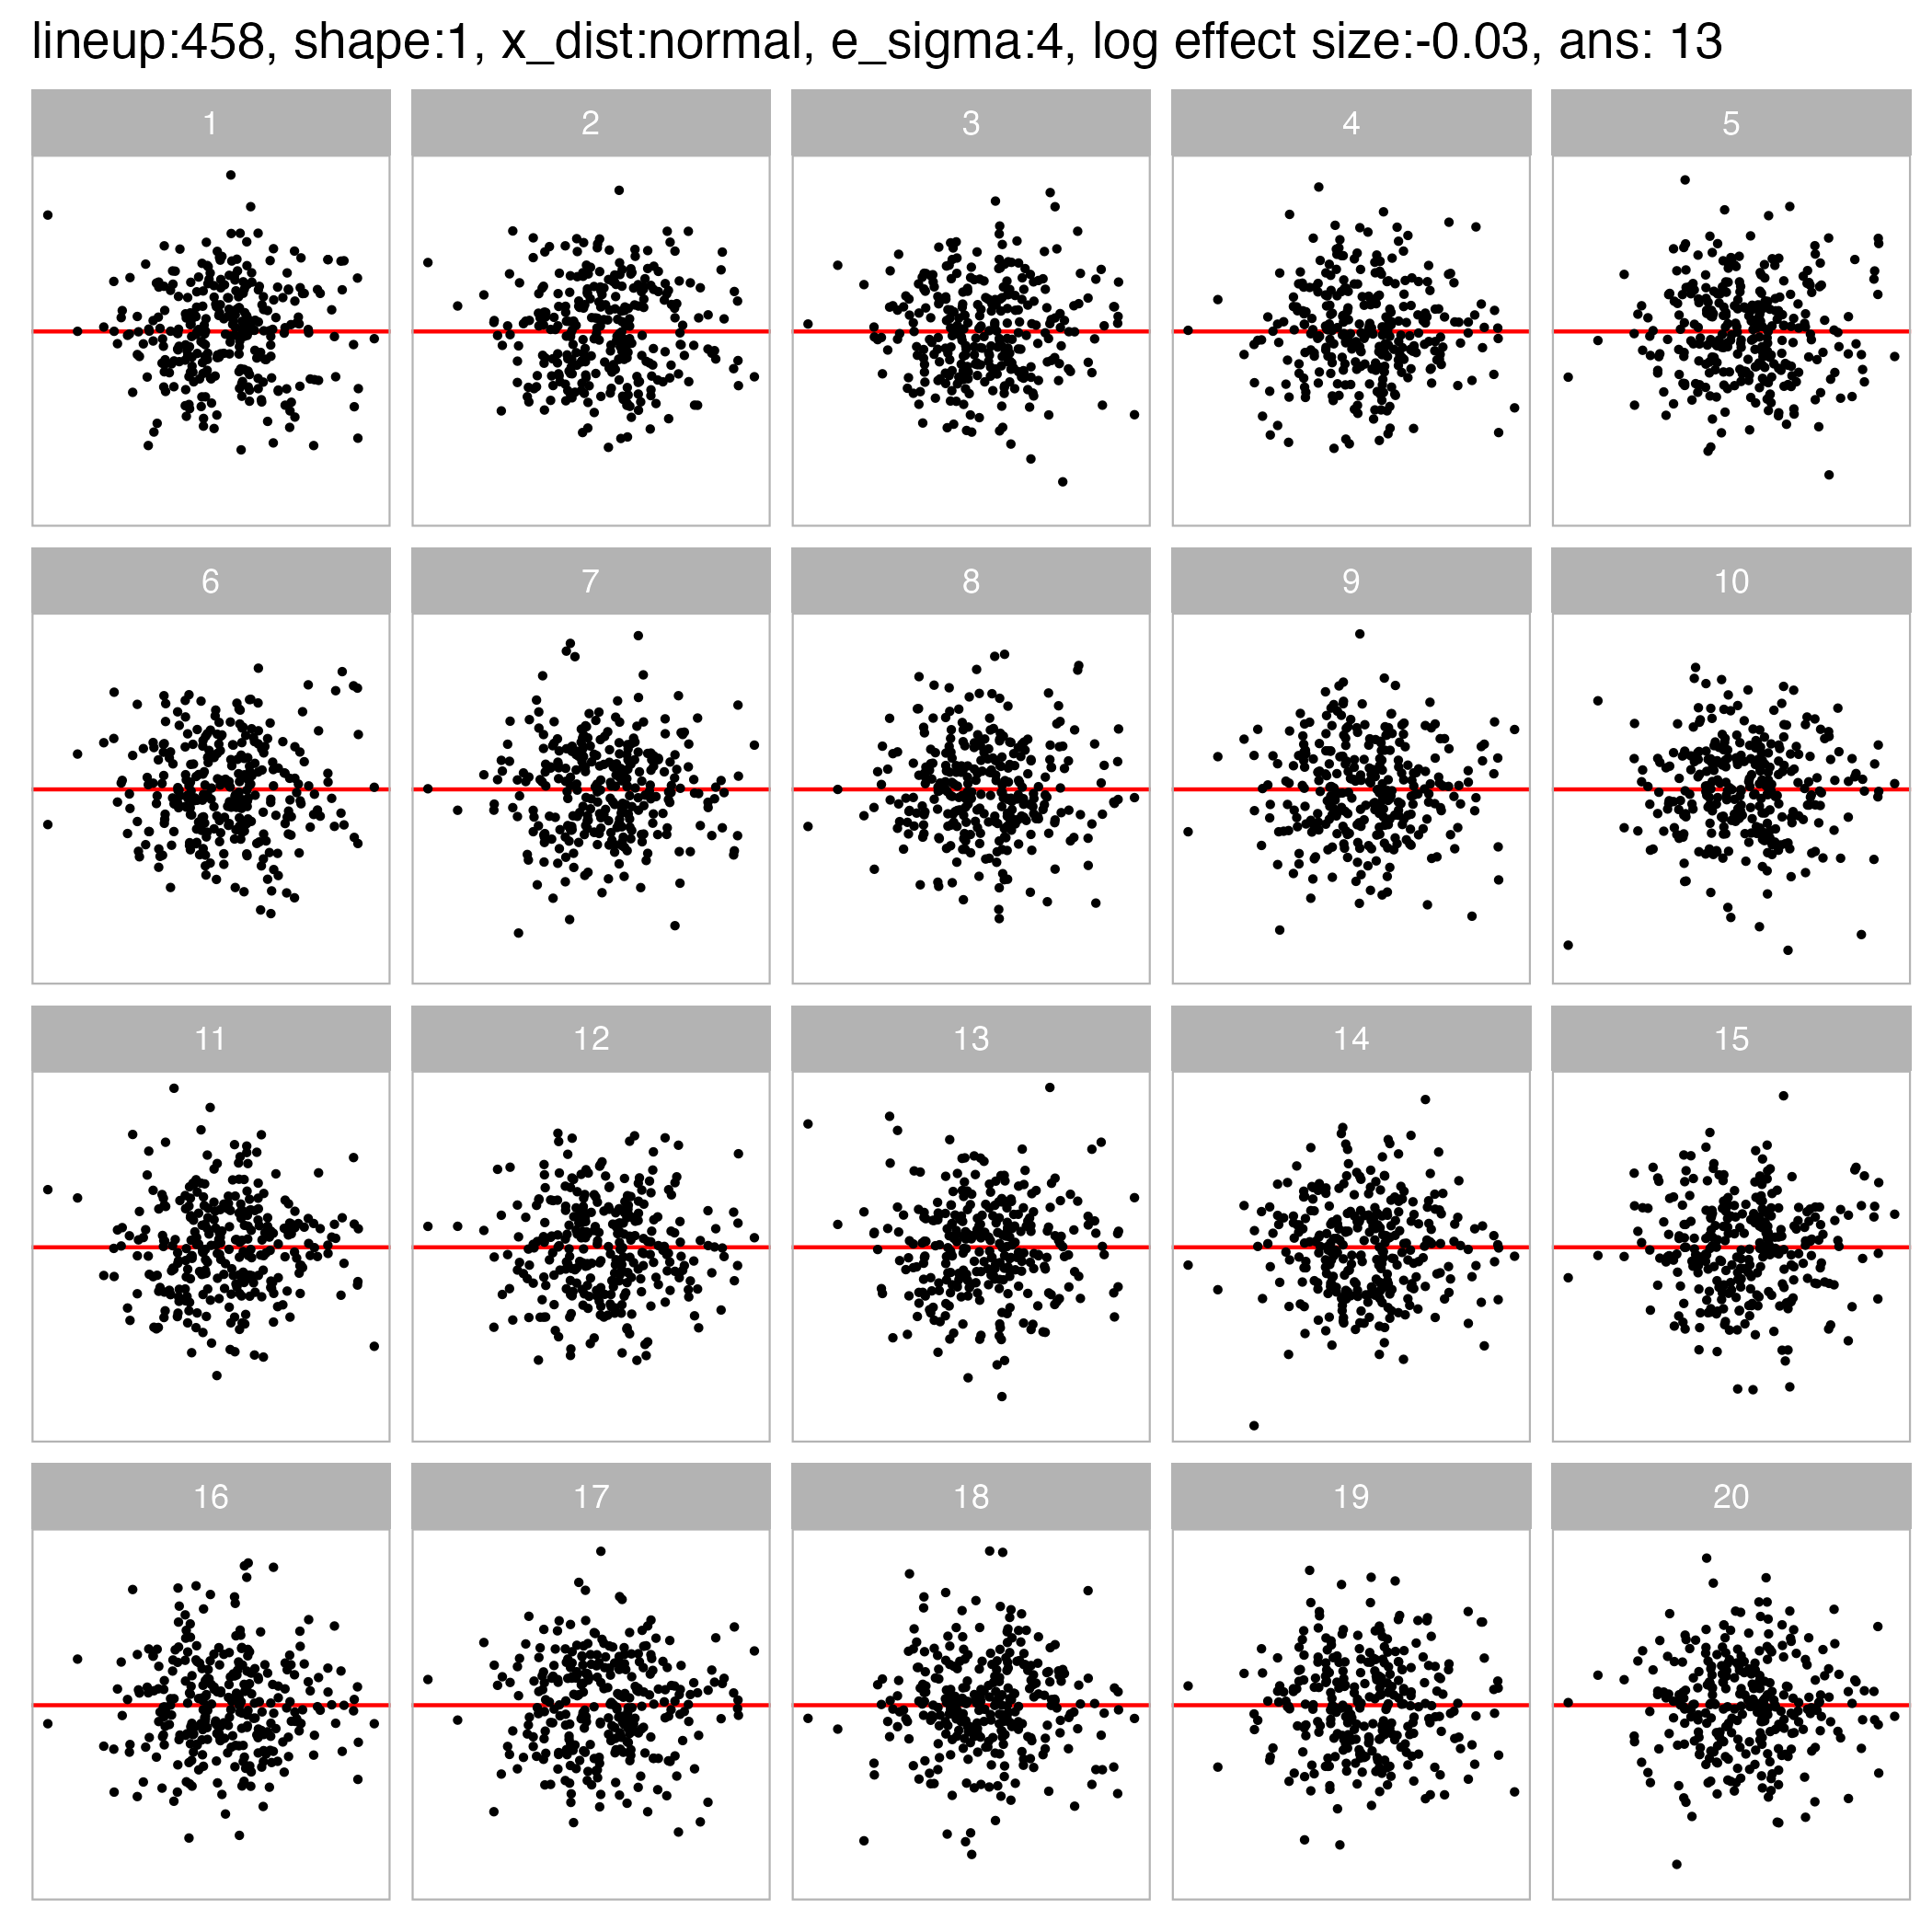 lineup:458, shape:1, x_dist:normal, e_sigma:4, log effect size:-0.03, ans: 13
1 2 3 4 5
6 7 8 9 10
11 12 13 14 15
16 17 18 19 20